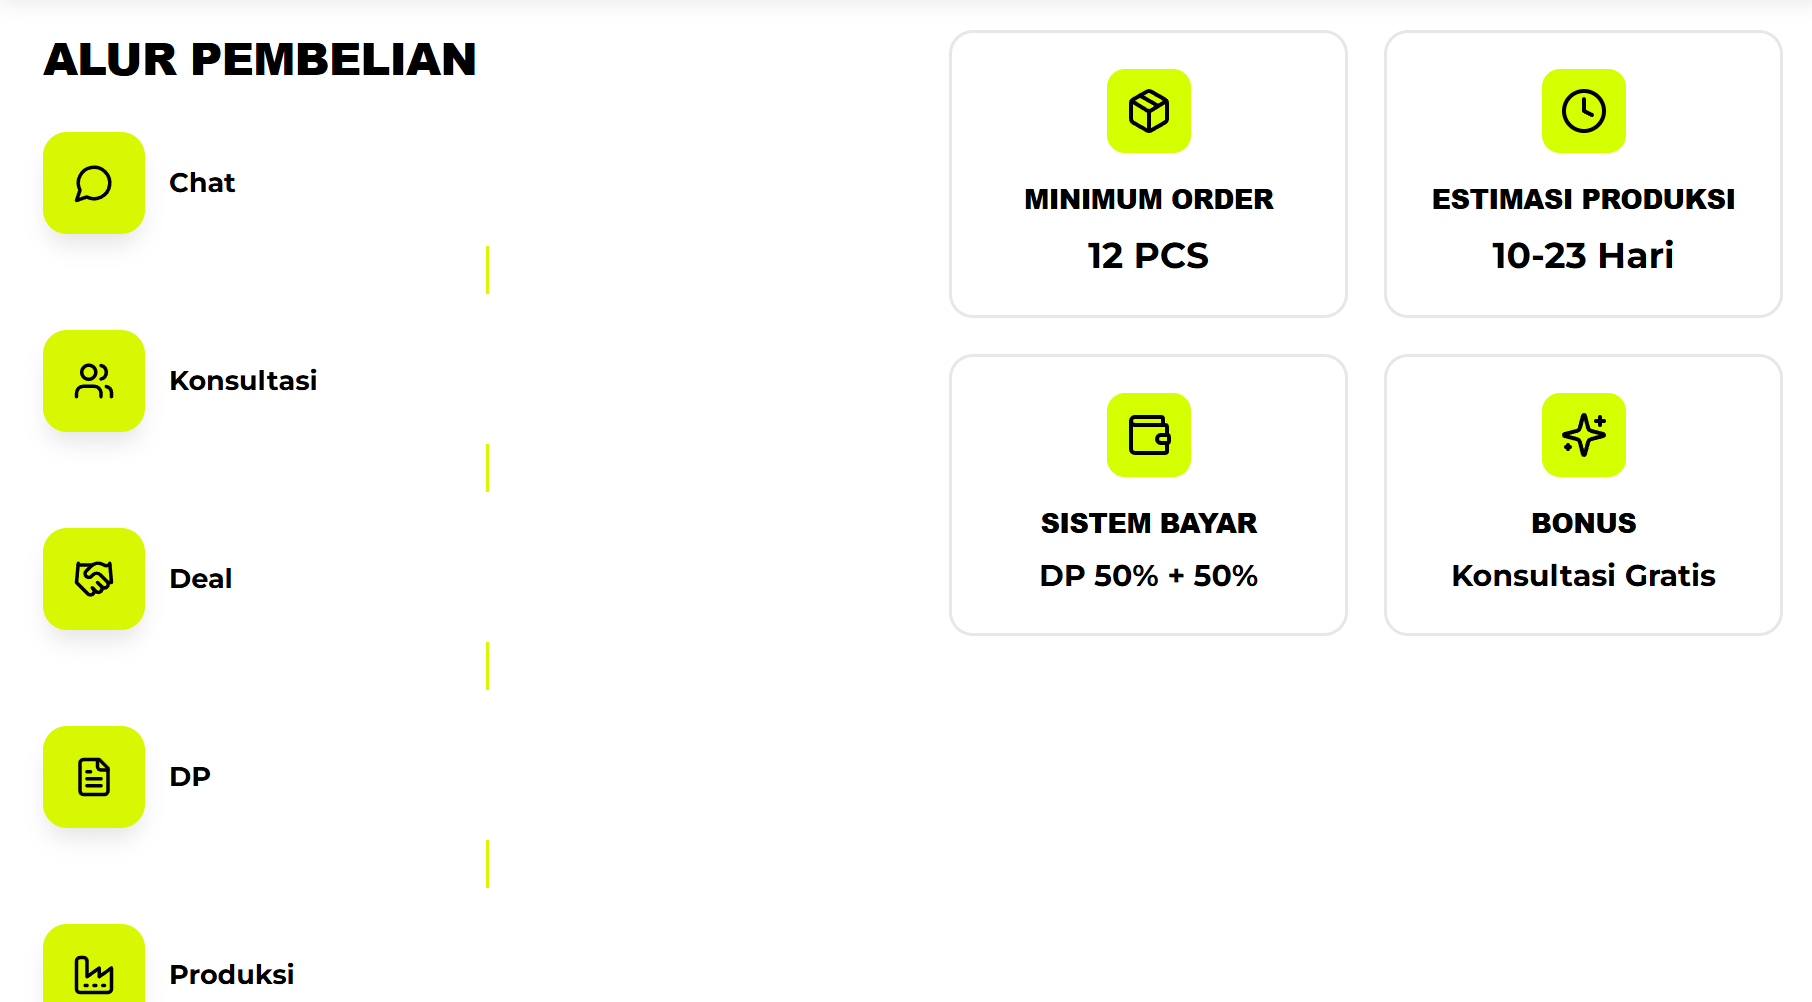 ALUR PEMBELIAN
Chat
Konsultasi
Deal
DP
Produksi
MINIMUM ORDER
12 PCS
ESTIMASI PRODUKSI
10-23 Hari
SISTEM BAYAR
DP 50% + 50%
BONUS
Konsultasi Gratis